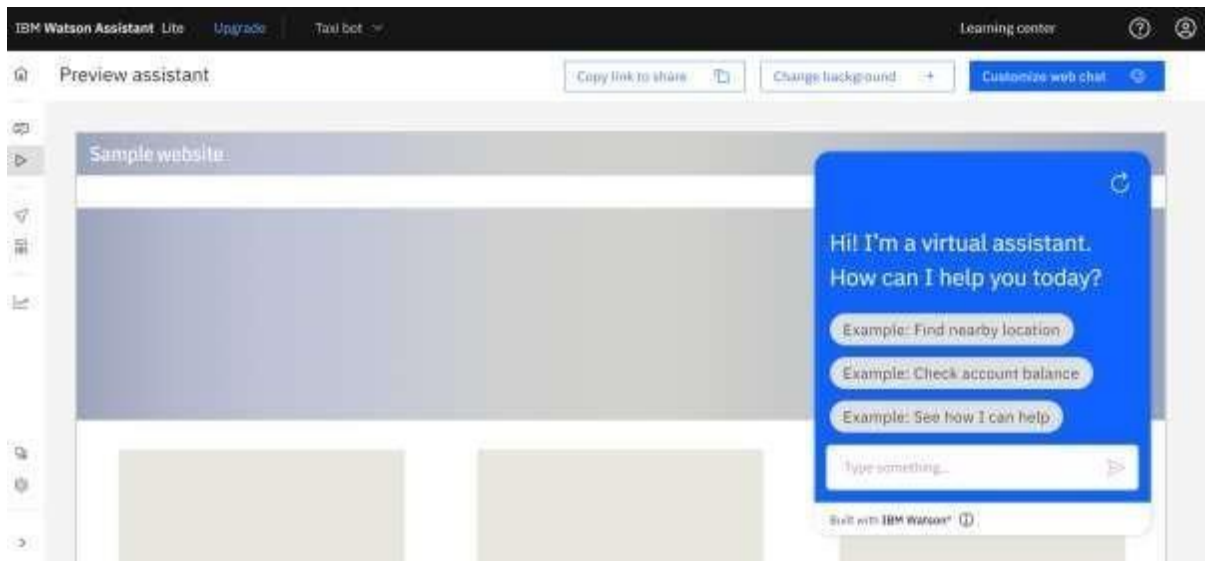 IBM Watson Assistant Lite Upgrade Taxi bot Learning center
Preview assistant Copy link to share Change background + Customize web chat
Sample website
Hi! I'm a virtual assistant.
How can I help you today?
Example: Find nearby location
Example: Check account balance
Example: See how I can help
Type something...
Built with IBM Watson®